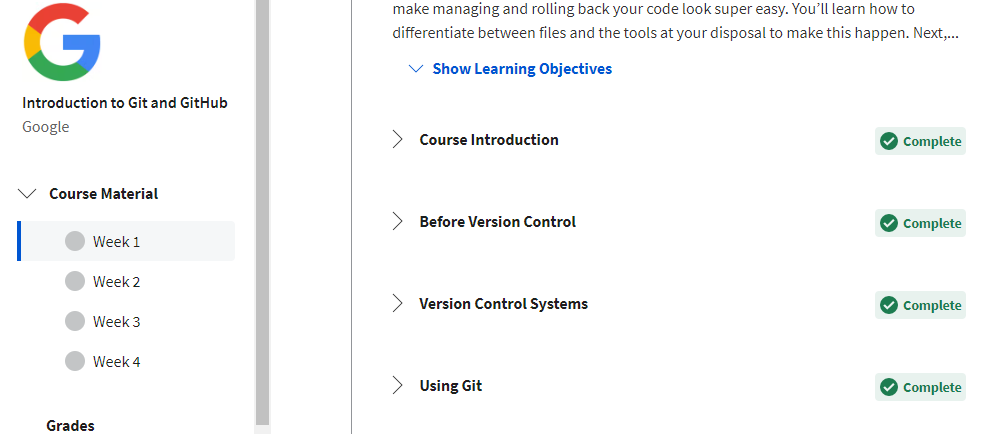 Introduction to Git and GitHub
Google
Course Material
Week 1
Week 2
Week 3
Week 4
Grades
make managing and rolling back your code look super easy. You’ll learn how to
differentiate between files and the tools at your disposal to make this happen. Next,...
Show Learning Objectives
Course Introduction
Complete
Before Version Control
Complete
Version Control Systems
Complete
Using Git
Complete